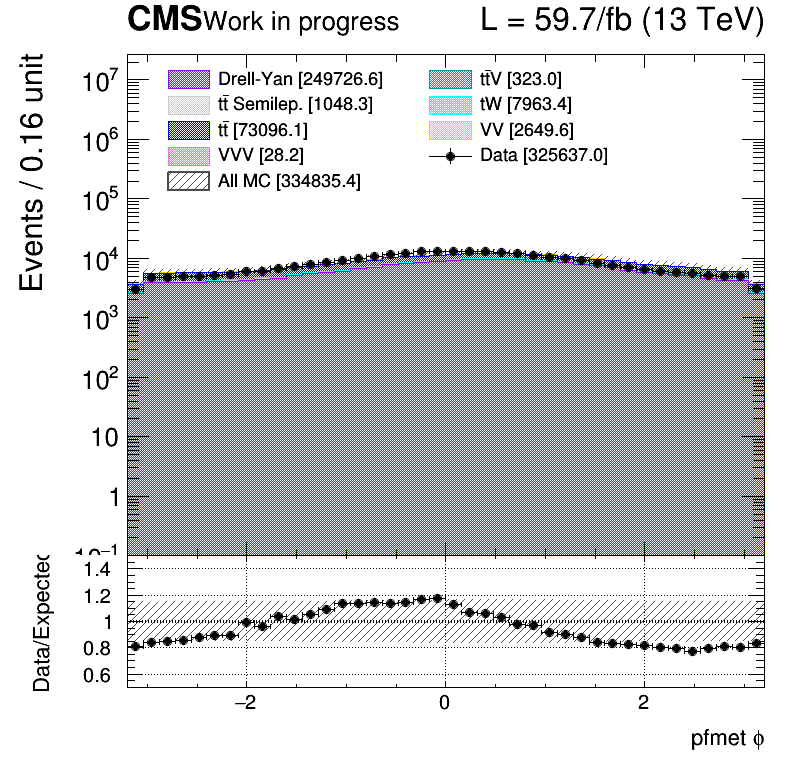 CMS Work in progress L = 59.7/fb (13 TeV)
Events / 0.16 unit
10⁷
10⁶
10⁵
10⁴
10³
10²
10
1
10⁻¹
Drell-Yan [249726.6]
tt̄ Semilep. [1048.3]
tt̄ [73096.1]
VVV [28.2]
All MC [334835.4]
tt̄V [323.0]
tW [7963.4]
VV [2649.6]
Data [325637.0]
Data/Expected
1.4
1.2
1
0.8
0.6
−2 0 2
pfmet ϕ